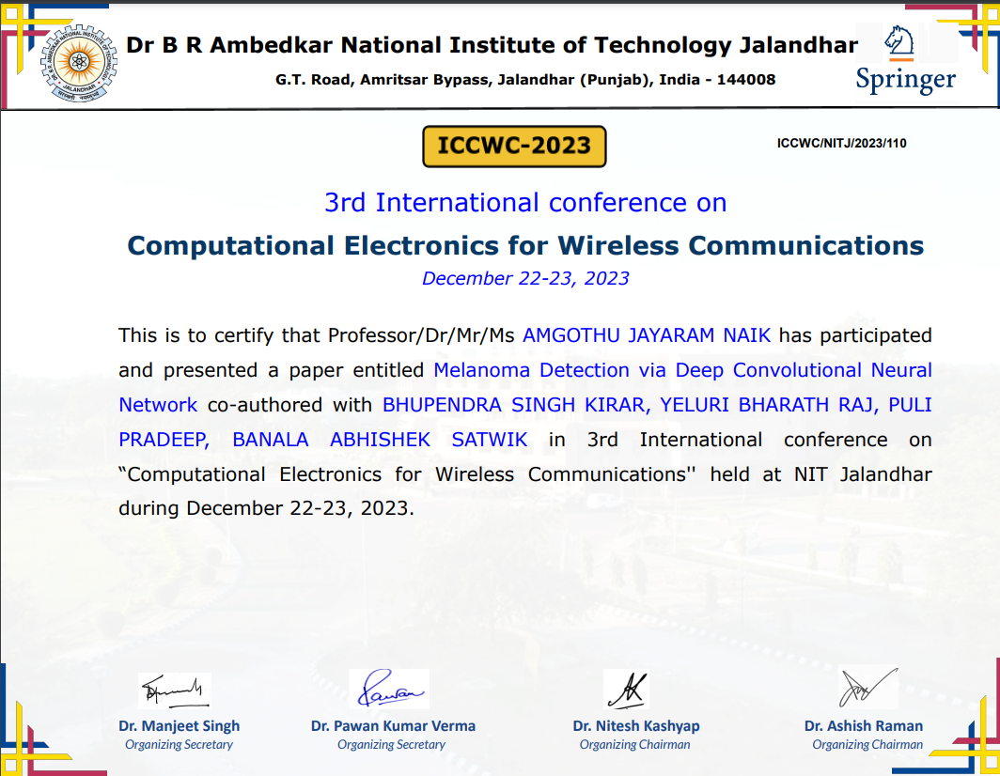 Dr B R Ambedkar National Institute of Technology Jalandhar
G.T. Road, Amritsar Bypass, Jalandhar (Punjab), India - 144008
Springer
ICCWC-2023
ICCWC/NITJ/2023/110
3rd International conference on
Computational Electronics for Wireless Communications
December 22-23, 2023
This is to certify that Professor/Dr/Mr/Ms AMGOTHU JAYARAM NAIK has participated
and presented a paper entitled Melanoma Detection via Deep Convolutional Neural
Network co-authored with BHUPENDRA SINGH KIRAR, YELURI BHARATH RAJ, PULI
PRADEEP, BANALA ABHISHEK SATWIK in 3rd International conference on
“Computational Electronics for Wireless Communications'' held at NIT Jalandhar
during December 22-23, 2023.
Dr. Manjeet Singh
Organizing Secretary
Dr. Pawan Kumar Verma
Organizing Secretary
Dr. Nitesh Kashyap
Organizing Chairman
Dr. Ashish Raman
Organizing Chairman